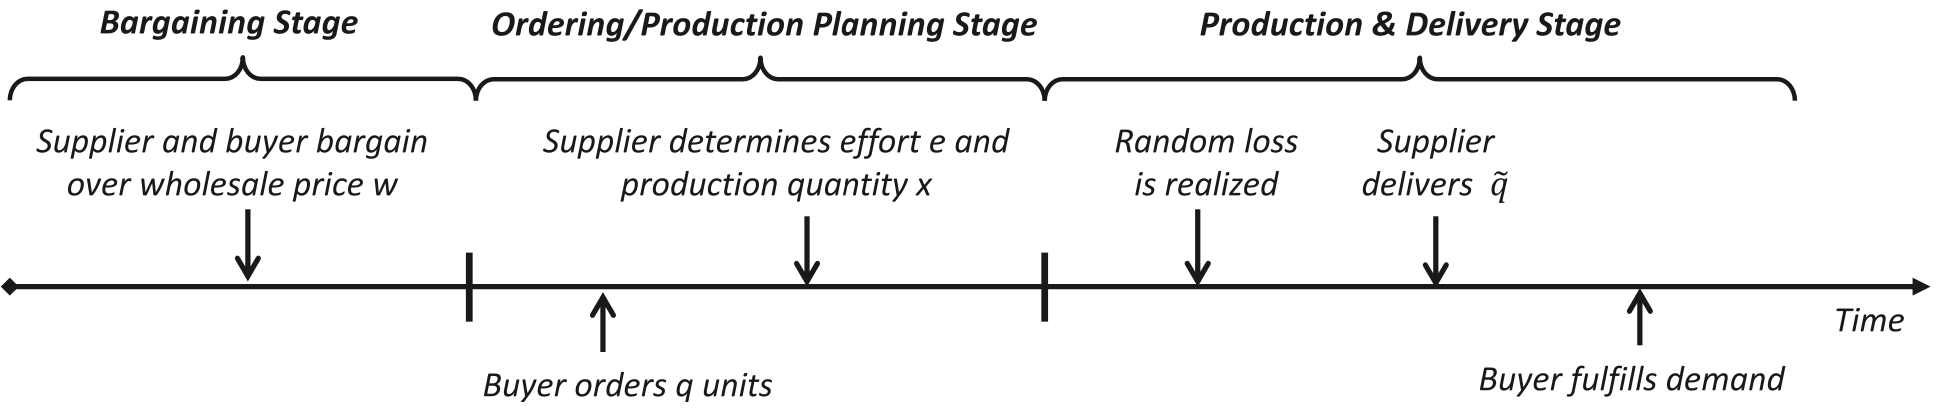 Bargaining Stage
Ordering/Production Planning Stage
Production & Delivery Stage
Supplier and buyer bargain
over wholesale price w
Supplier determines effort e and
production quantity x
Random loss
is realized
Supplier
delivers q̃
Time
Buyer orders q units
Buyer fulfills demand